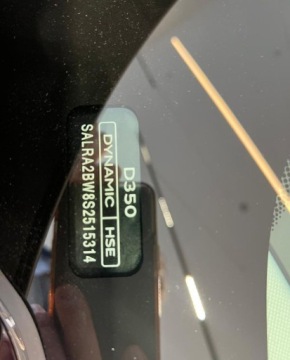 D350
DYNAMIC | HSE
SALRA2BW8S2515314